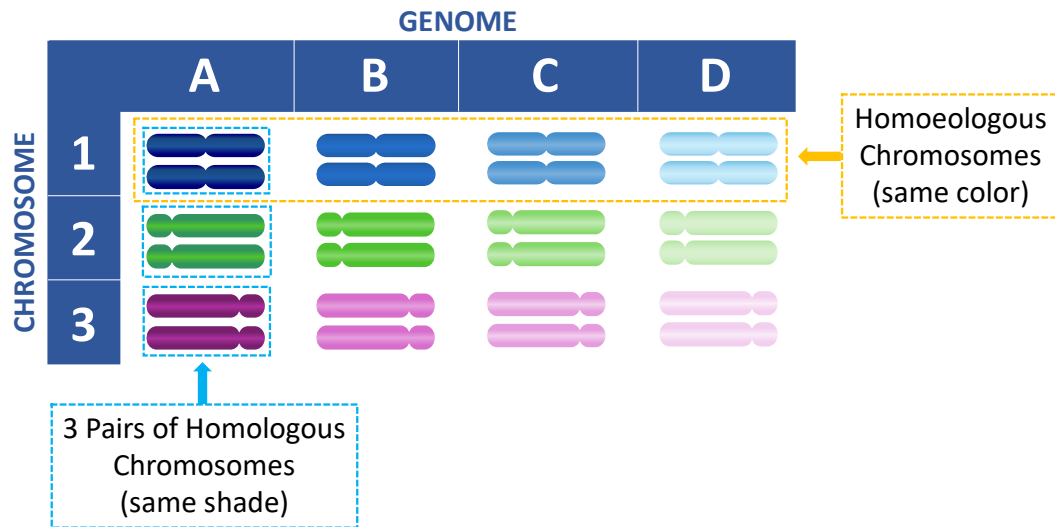 GENOME
A B C D
CHROMOSOME
1
2
3
Homoeologous
Chromosomes
(same color)
3 Pairs of Homologous
Chromosomes
(same shade)